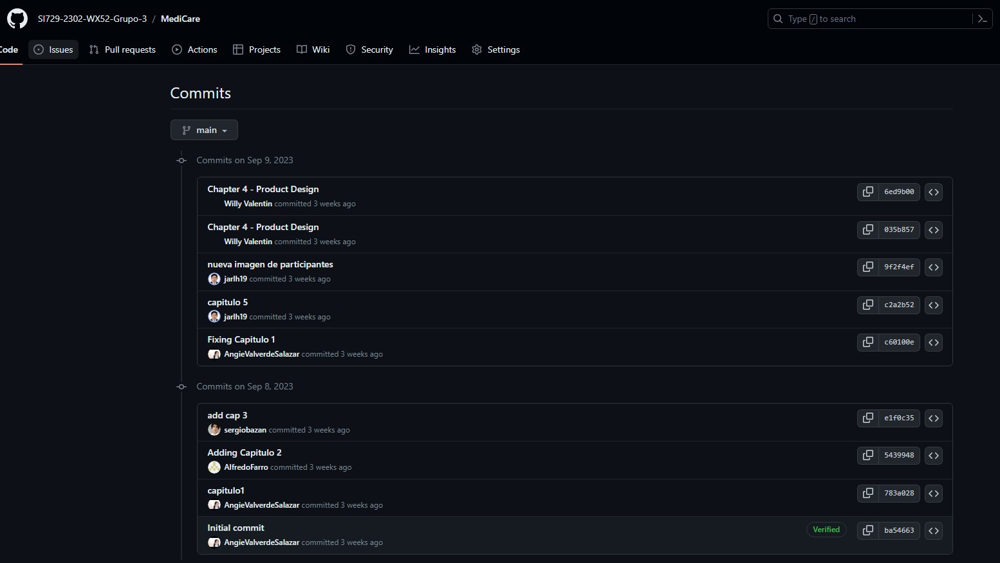 SI729-2302-WX52-Grupo-3 / MediCare
Type / to search
Code Issues Pull requests Actions Projects Wiki Security Insights Settings
Commits
main
Commits on Sep 9, 2023
Chapter 4 - Product Design
6ed9b00
Willy Valentin committed 3 weeks ago
Chapter 4 - Product Design
035b857
Willy Valentin committed 3 weeks ago
nueva imagen de participantes
9f2f4ef
jarlh19 committed 3 weeks ago
capitulo 5
c2a2b52
jarlh19 committed 3 weeks ago
Fixing Capitulo 1
c60100e
AngieValverdeSalazar committed 3 weeks ago
Commits on Sep 8, 2023
add cap 3
e1f0c35
sergiobazan committed 3 weeks ago
Adding Capitulo 2
5439948
AlfredoFarro committed 3 weeks ago
capitulo1
783a028
AngieValverdeSalazar committed 3 weeks ago
Initial commit
Verified
ba54663
AngieValverdeSalazar committed 3 weeks ago